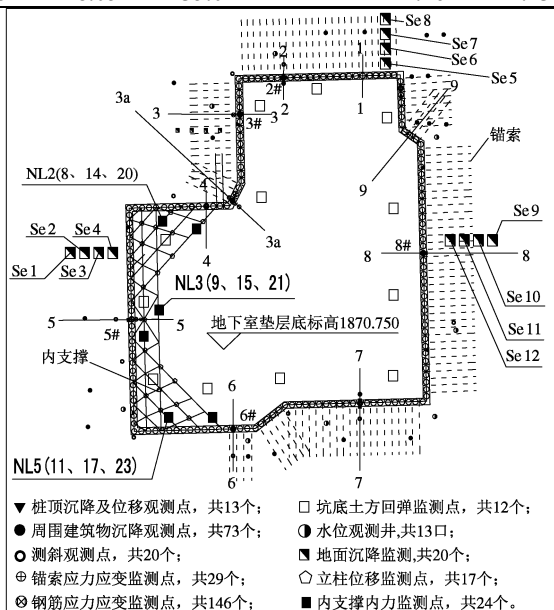 Se8
Se7
Se6
Se5
2
1
2#
2
1
9
3a
3
3
3#
锚索
9
NL2(8、14、20)
4
3a
4
Se2
Se4
Se1
Se3
Se9
8
8#
8
Se10
Se11
Se12
NL3(9、15、21)
5
5
5#
地下室垫层底标高1870.750
内支撑
7
6
6#
NL5(11、17、23)
6
7
桩顶沉降及位移观测点，共13个；
坑底土方回弹监测点，共12个；
周围建筑物沉降观测点，共73个；
水位观测井,共13口；
测斜观测点，共20个；
地面沉降监测,共20个；
锚索应力应变监测点，共29个；
立柱位移监测点，共17个；
钢筋应力应变监测点，共146个；
内支撑内力监测点，共24个。